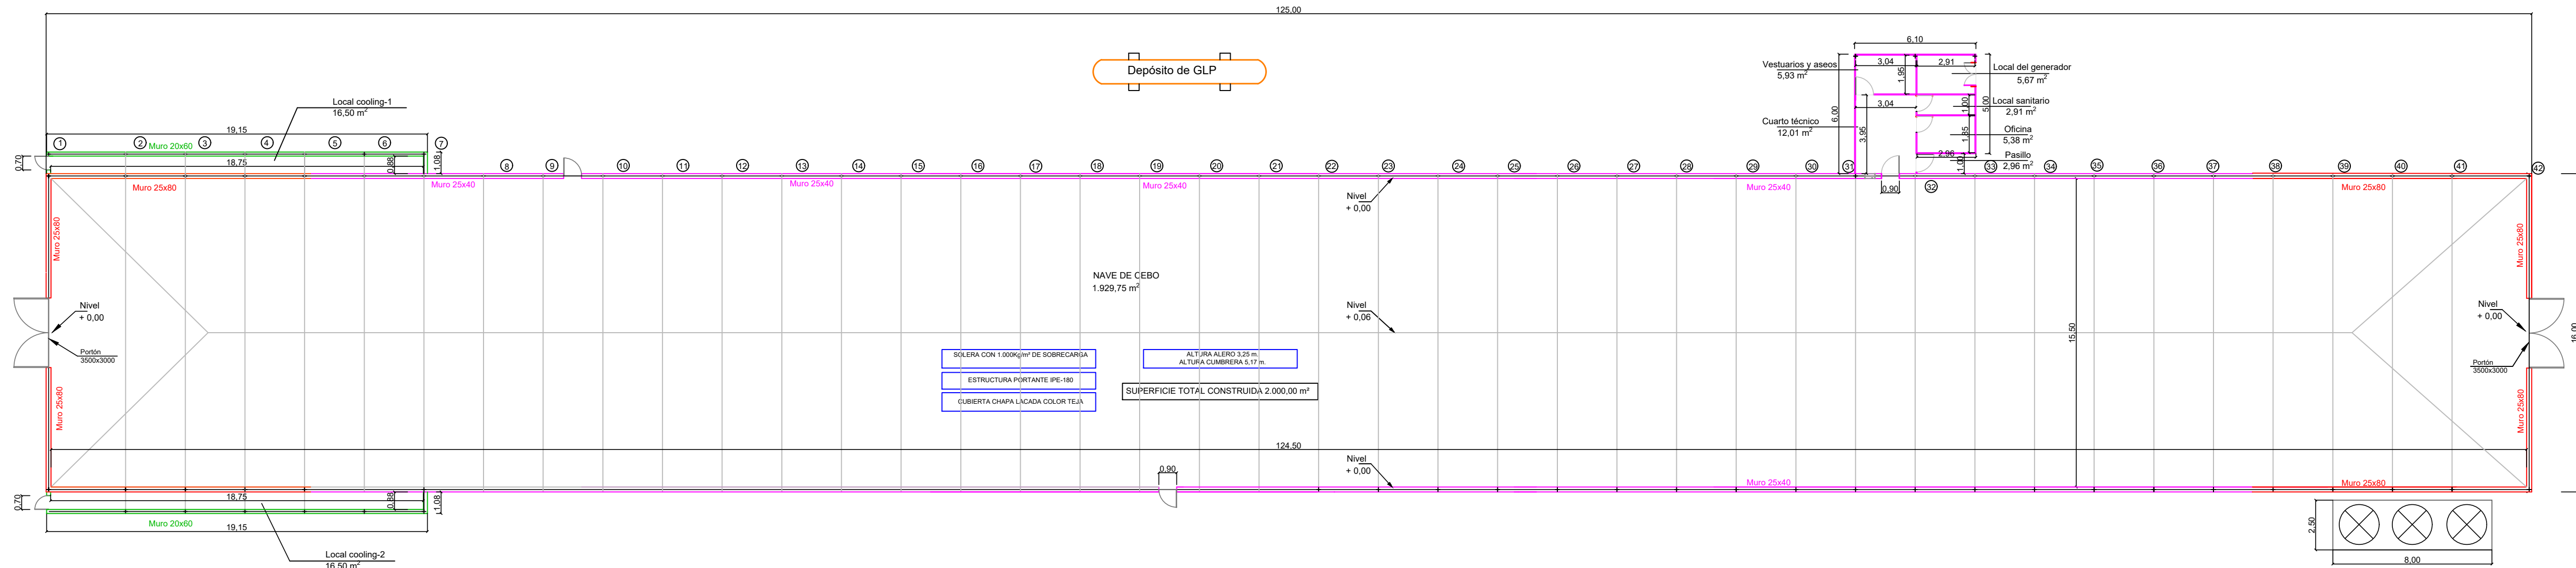 125,00
Depósito de GLP
6,10
Vestuarios y aseos
5,93 m²
3,04
2,91
1,95
Local del generador
5,67 m²
Local cooling-1
16,50 m²
3,04
1,00
5,00
Local sanitario
2,91 m²
6,00
Cuarto técnico
12,01 m²
3,95
1,85
Oficina
5,38 m²
2,96
1,00
Pasillo
2,96 m²
19,15
1 2 3 4 5 6 7
Muro 20x60
0,70
18,75
0,88
1,08
8 9 10 11 12 13 14 15 16 17 18 19 20 21 22 23 24 25 26 27 28 29 30 31 32 33 34 35 36 37 38 39 40 41 42
0,90
Muro 25x80
Muro 25x40
Muro 25x40
Muro 25x40
Muro 25x40
Muro 25x80
Nivel
+ 0,00
Muro 25x80
Muro 25x80
NAVE DE CEBO
1.929,75 m²
Nivel
+ 0,00
Nivel
+ 0,06
Nivel
+ 0,00
15,50
16,00
Portón
3500x3000
Portón
3500x3000
SOLERA CON 1.000Kg/m² DE SOBRECARGA
ALTURA ALERO 3,25 m.
ALTURA CUMBRERA 5,17 m.
ESTRUCTURA PORTANTE IPE-180
SUPERFICIE TOTAL CONSTRUIDA 2.000,00 m²
CUBIERTA CHAPA LACADA COLOR TEJA
Muro 25x80
Muro 25x80
124,50
Nivel
+ 0,00
0,90
Muro 25x40
Muro 25x80
0,70
18,75
0,88
1,08
Muro 20x60
19,15
2,50
Local cooling-2
16,50 m²
8,00